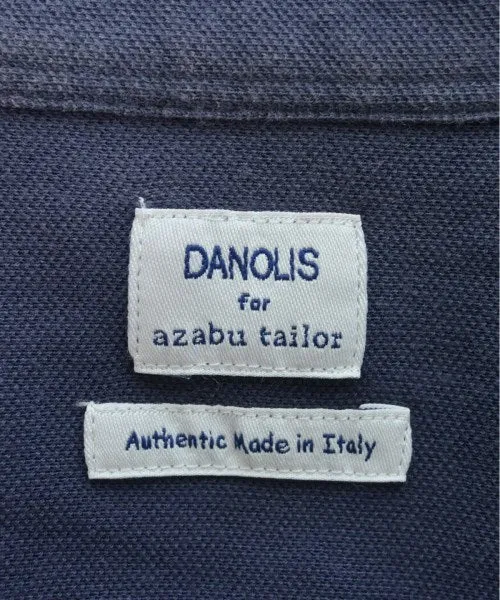 DANOLIS
for
azabu tailor
Authentic Made in Italy